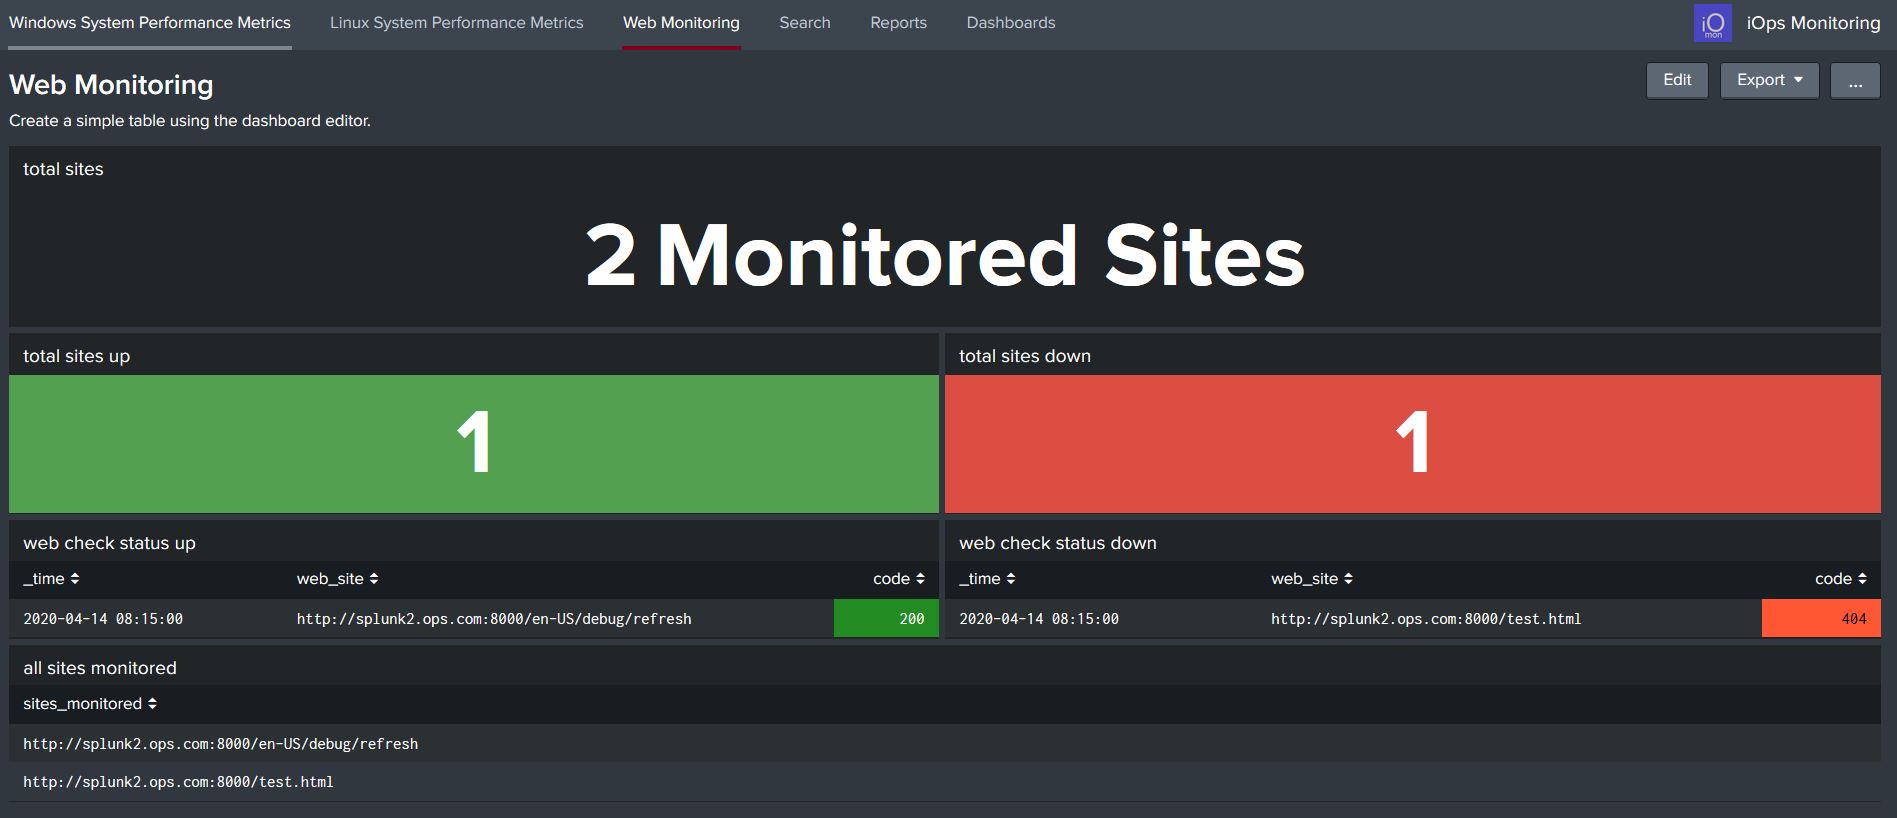 Windows System Performance Metrics Linux System Performance Metrics Web Monitoring Search Reports Dashboards iO mon iOps Monitoring
Web Monitoring Edit Export ...
Create a simple table using the dashboard editor.
total sites
2 Monitored Sites
total sites up
1
total sites down
1
web check status up
_time web_site code
2020-04-14 08:15:00 http://splunk2.ops.com:8000/en-US/debug/refresh 200
web check status down
_time web_site code
2020-04-14 08:15:00 http://splunk2.ops.com:8000/test.html 404
all sites monitored
sites_monitored
http://splunk2.ops.com:8000/en-US/debug/refresh
http://splunk2.ops.com:8000/test.html